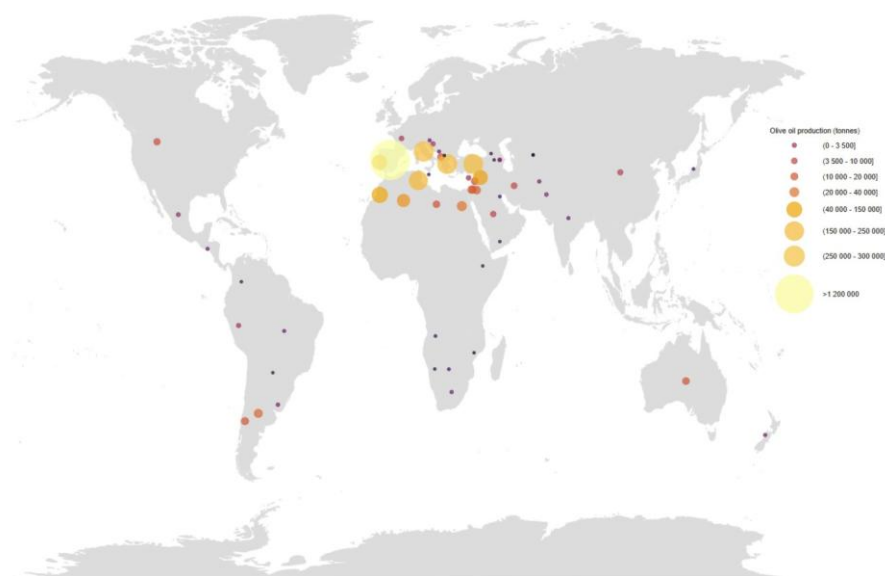 Olive oil production (tonnes)
(0 - 3 500]
(3 500 - 10 000]
(10 000 - 20 000]
(20 000 - 40 000]
(40 000 - 150 000]
(150 000 - 250 000]
(250 000 - 300 000]
>1 200 000